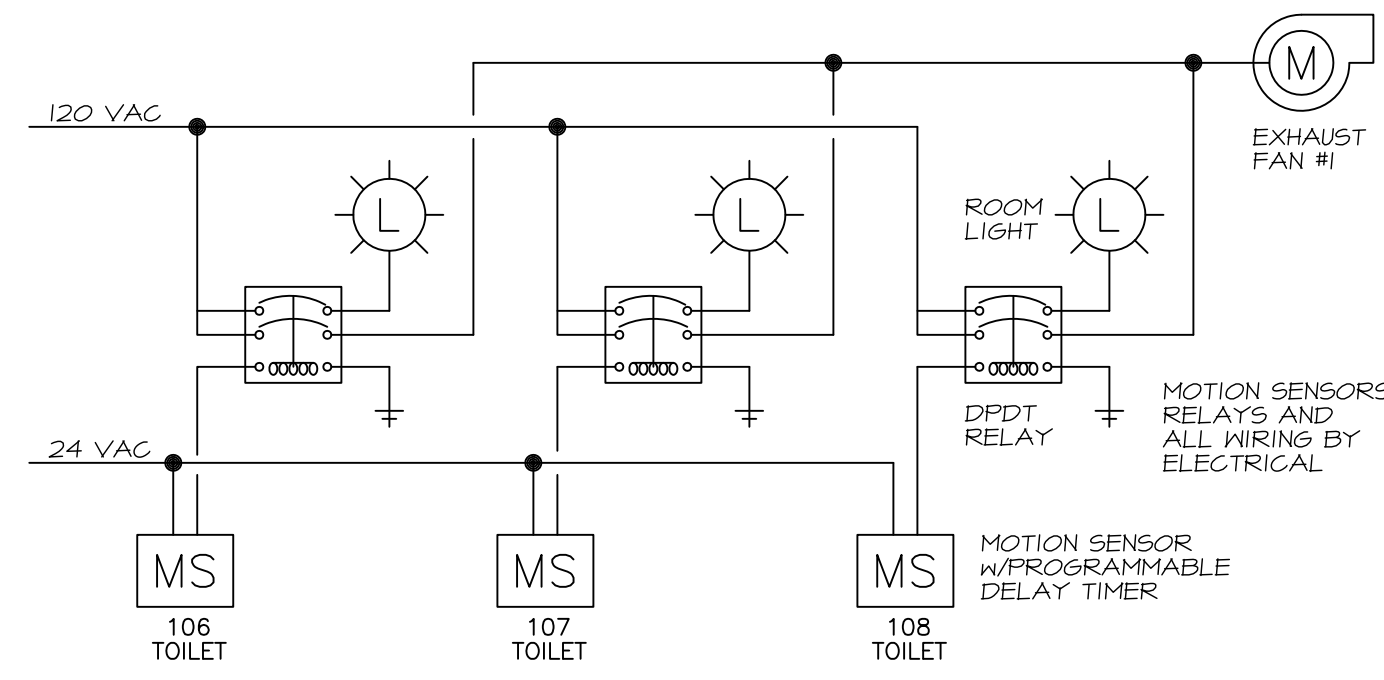 M
120 VAC
EXHAUST
FAN #1
L
L
ROOM
LIGHT
L
DPDT
RELAY
MOTION SENSORS
RELAYS AND
ALL WIRING BY
ELECTRICAL
24 VAC
MS
MS
MS
MOTION SENSOR
W/PROGRAMMABLE
DELAY TIMER
106
TOILET
107
TOILET
108
TOILET